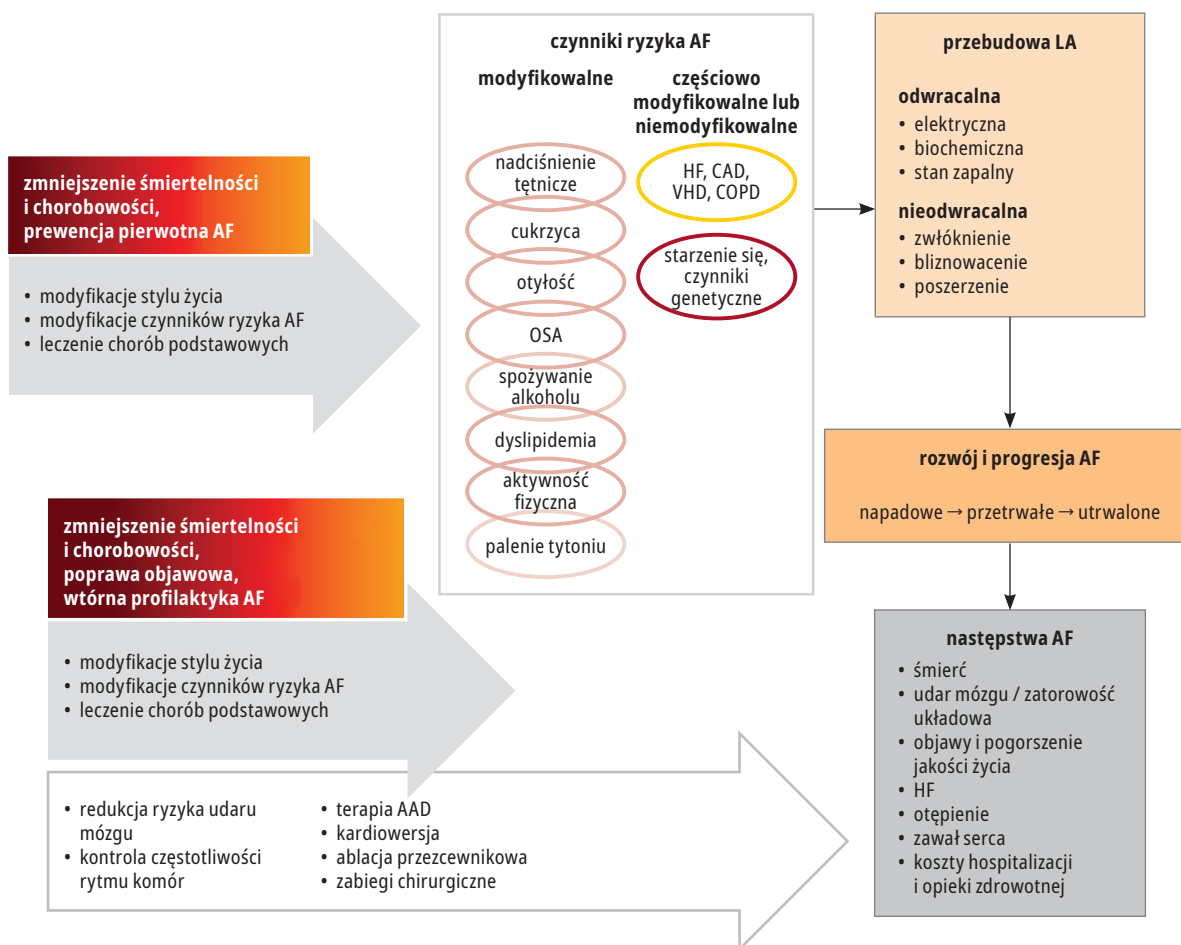 zmniejszenie śmiertelności
i chorobowości,
prewencja pierwotna AF
• modyfikacje stylu życia
• modyfikacje czynników ryzyka AF
• leczenie chorób podstawowych
zmniejszenie śmiertelności
i chorobowości,
poprawa objawowa,
wtórna profilaktyka AF
• modyfikacje stylu życia
• modyfikacje czynników ryzyka AF
• leczenie chorób podstawowych
• redukcja ryzyka udaru
mózgu
• kontrola częstotliwości
rytmu komór
• terapia AAD
• kardiowersja
• ablacja przezcewnikowa
• zabiegi chirurgiczne
czynniki ryzyka AF
modyfikowalne
nadciśnienie
tętnicze
cukrzyca
otyłość
OSA
spożywanie
alkoholu
dyslipidemia
aktywność
fizyczna
palenie tytoniu
częściowo
modyfikowalne lub
niemodyfikowalne
HF, CAD,
VHD, COPD
starzenie się,
czynniki
genetyczne
przebudowa LA
odwracalna
• elektryczna
• biochemiczna
• stan zapalny
nieodwracalna
• zwłóknienie
• bliznowacenie
• poszerzenie
rozwój i progresja AF
napadowe → przetrwałe → utrwalone
następstwa AF
• śmierć
• udar mózgu / zatorowość
układowa
• objawy i pogorszenie
jakości życia
• HF
• otępienie
• zawał serca
• koszty hospitalizacji
i opieki zdrowotnej